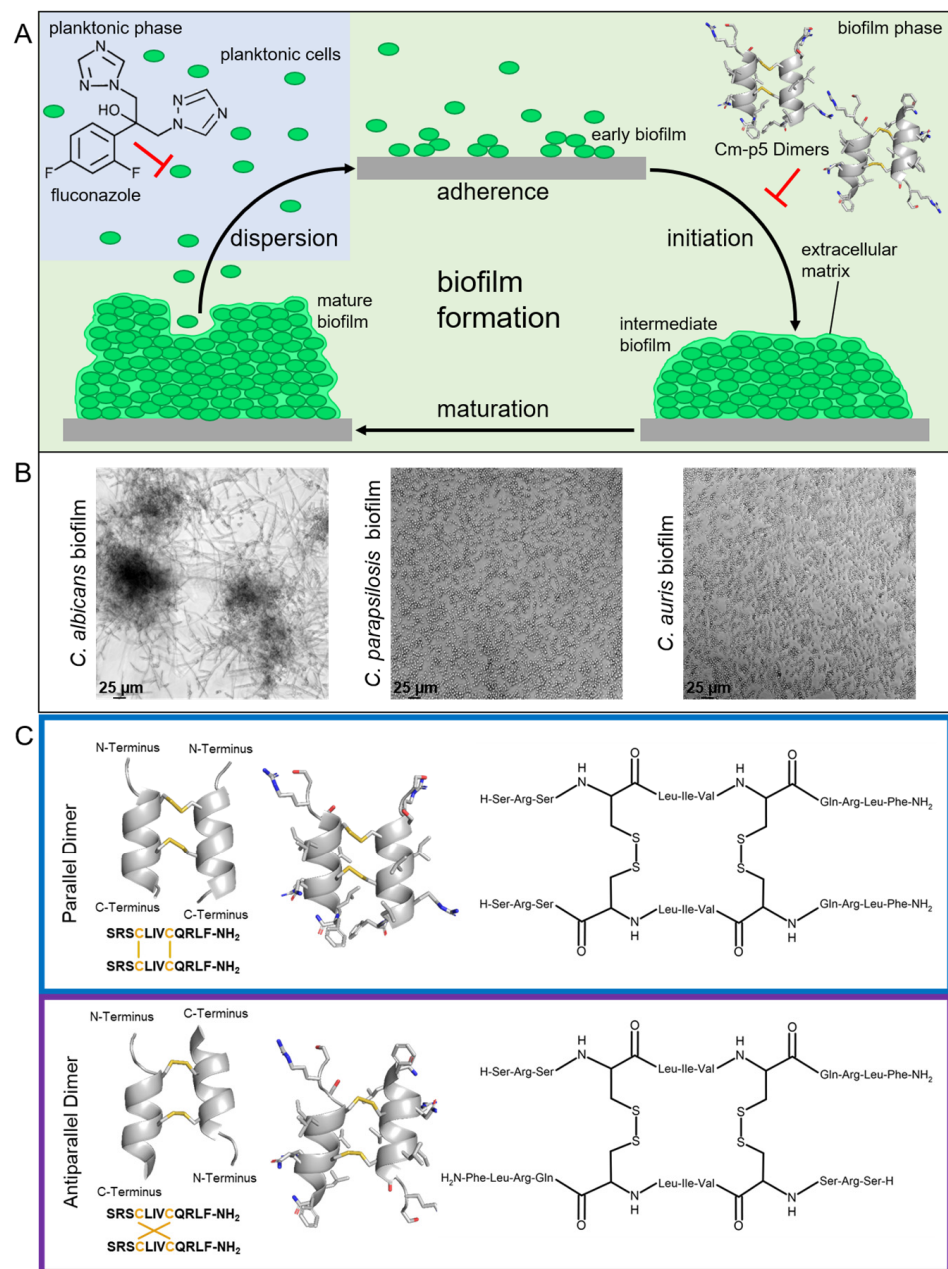 A
planktonic phase
planktonic cells
N
N
N
HO
N
N
N
F
F
fluconazole
dispersion
early biofilm
adherence
biofilm phase
Cm-p5 Dimers
initiation
extracellular
matrix
mature
biofilm
biofilm
formation
intermediate
biofilm
maturation
B
C. albicans biofilm
25 µm
C. parapsilosis biofilm
25 µm
C. auris biofilm
25 µm
C
Parallel Dimer
N-Terminus
N-Terminus
C-Terminus
C-Terminus
SRSCLIVCQRLF-NH2
SRSCLIVCQRLF-NH2
H
N
O
H
N
O
H-Ser-Arg-Ser
Leu-Ile-Val
Gln-Arg-Leu-Phe-NH2
S
S
S
S
H-Ser-Arg-Ser
Leu-Ile-Val
Gln-Arg-Leu-Phe-NH2
O
N
H
O
N
H
Antiparallel Dimer
N-Terminus
C-Terminus
C-Terminus
N-Terminus
SRSCLIVCQRLF-NH2
SRSCLIVCQRLF-NH2
H
N
O
H
N
O
H-Ser-Arg-Ser
Leu-Ile-Val
Gln-Arg-Leu-Phe-NH2
S
S
S
S
H2N-Phe-Leu-Arg-Gln
Leu-Ile-Val
Ser-Arg-Ser-H
O
N
H
O
N
H